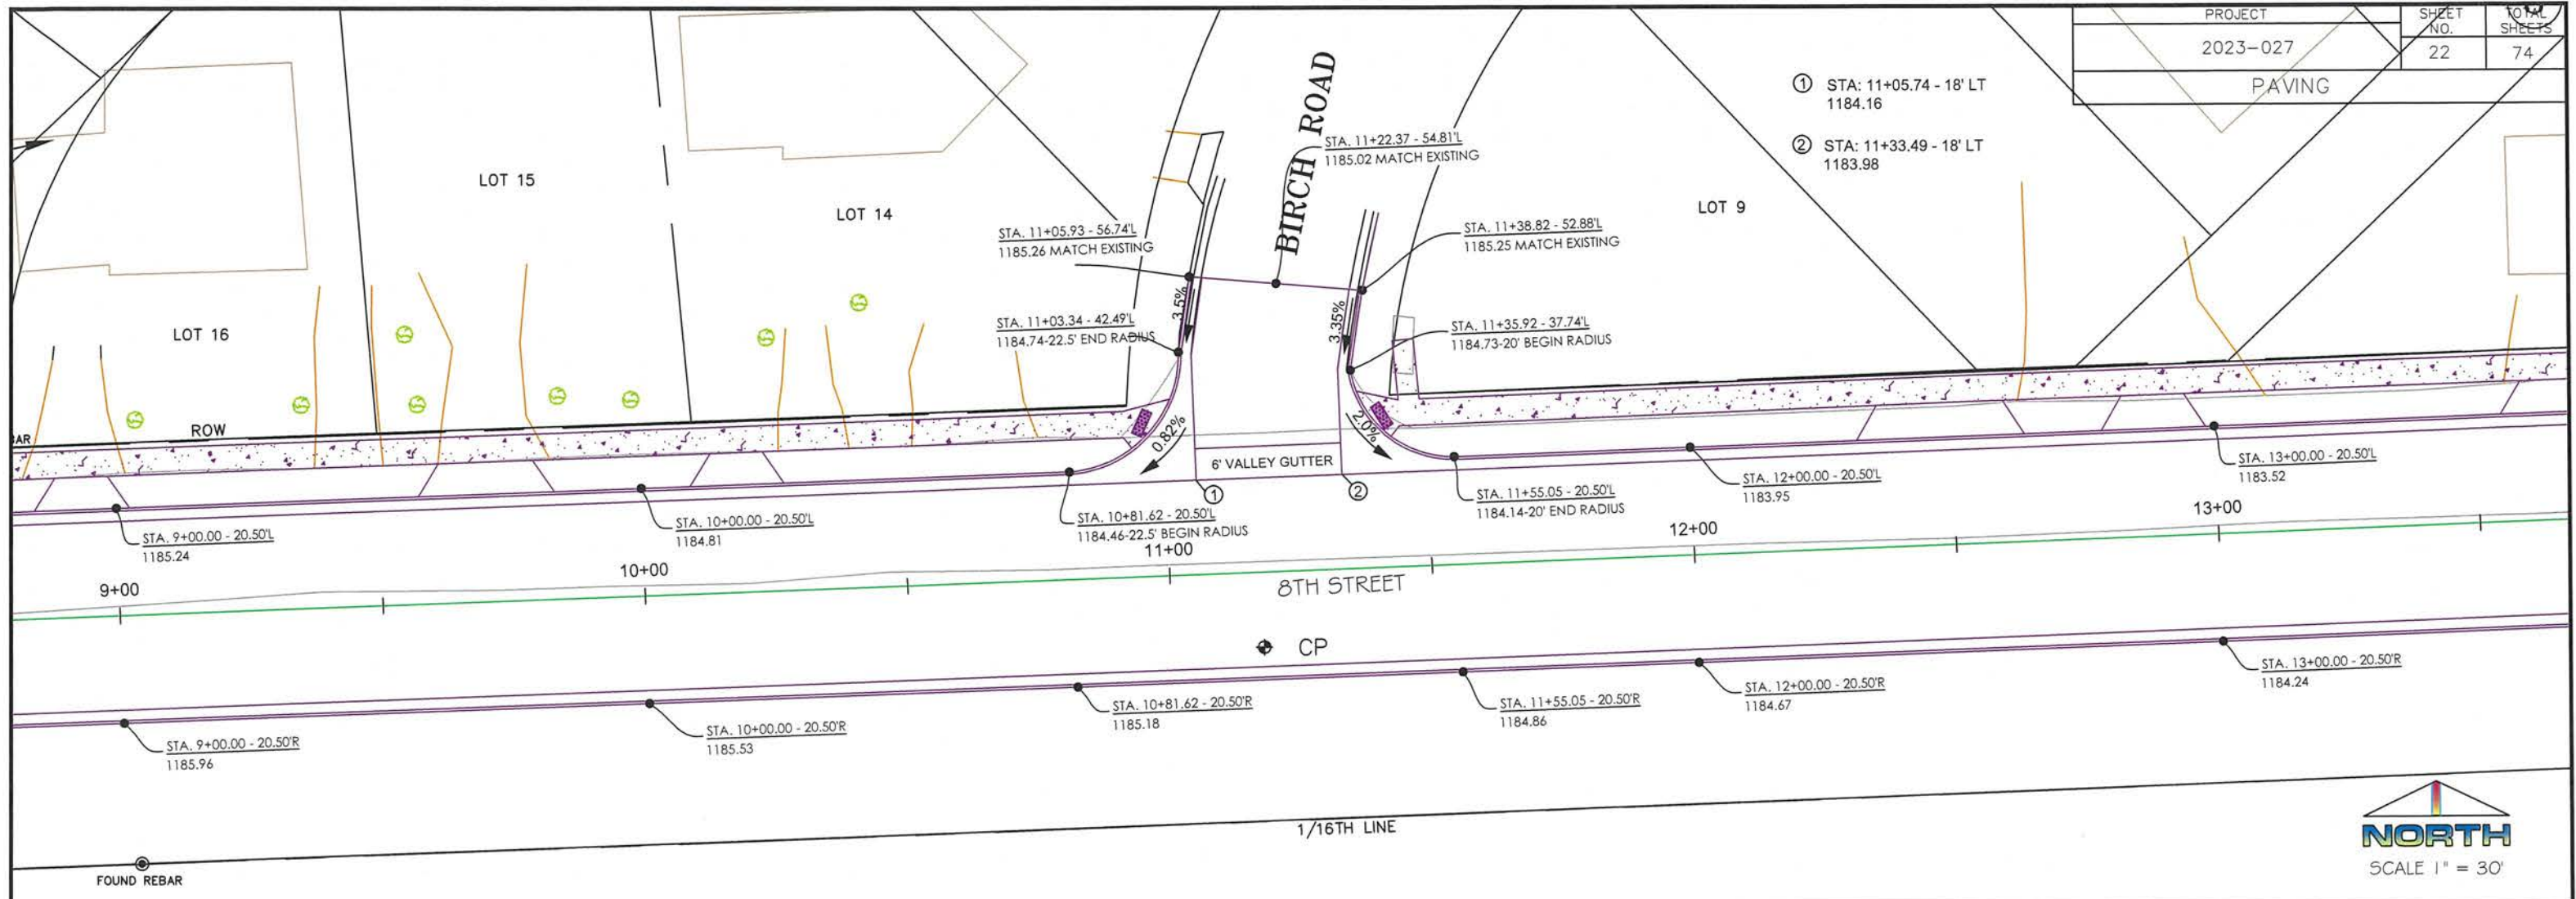 PROJECT
SHEET NO.
TOTAL SHEETS
2023-027
22
74
PAVING
① STA: 11+05.74 - 18' LT
1184.16
② STA: 11+33.49 - 18' LT
1183.98
BIRCH ROAD
STA. 11+22.37 - 54.81'L
1185.02 MATCH EXISTING
LOT 15
LOT 14
LOT 9
STA. 11+05.93 - 56.74'L
1185.26 MATCH EXISTING
STA. 11+38.82 - 52.88'L
1185.25 MATCH EXISTING
3.5%
3.35%
LOT 16
STA. 11+03.34 - 42.49'L
1184.74-22.5' END RADIUS
STA. 11+35.92 - 37.74'L
1184.73-20' BEGIN RADIUS
ROW
0.82%
2.0%
6' VALLEY GUTTER
①
②
STA. 9+00.00 - 20.50'L
1185.24
STA. 10+00.00 - 20.50'L
1184.81
STA. 10+81.62 - 20.50'L
1184.46-22.5' BEGIN RADIUS
STA. 11+55.05 - 20.50'L
1184.14-20' END RADIUS
STA. 12+00.00 - 20.50'L
1183.95
STA. 13+00.00 - 20.50'L
1183.52
9+00
10+00
11+00
12+00
13+00
8TH STREET
CP
STA. 9+00.00 - 20.50'R
1185.96
STA. 10+00.00 - 20.50'R
1185.53
STA. 10+81.62 - 20.50'R
1185.18
STA. 11+55.05 - 20.50'R
1184.86
STA. 12+00.00 - 20.50'R
1184.67
STA. 13+00.00 - 20.50'R
1184.24
1/16TH LINE
FOUND REBAR
NORTH
SCALE 1" = 30'